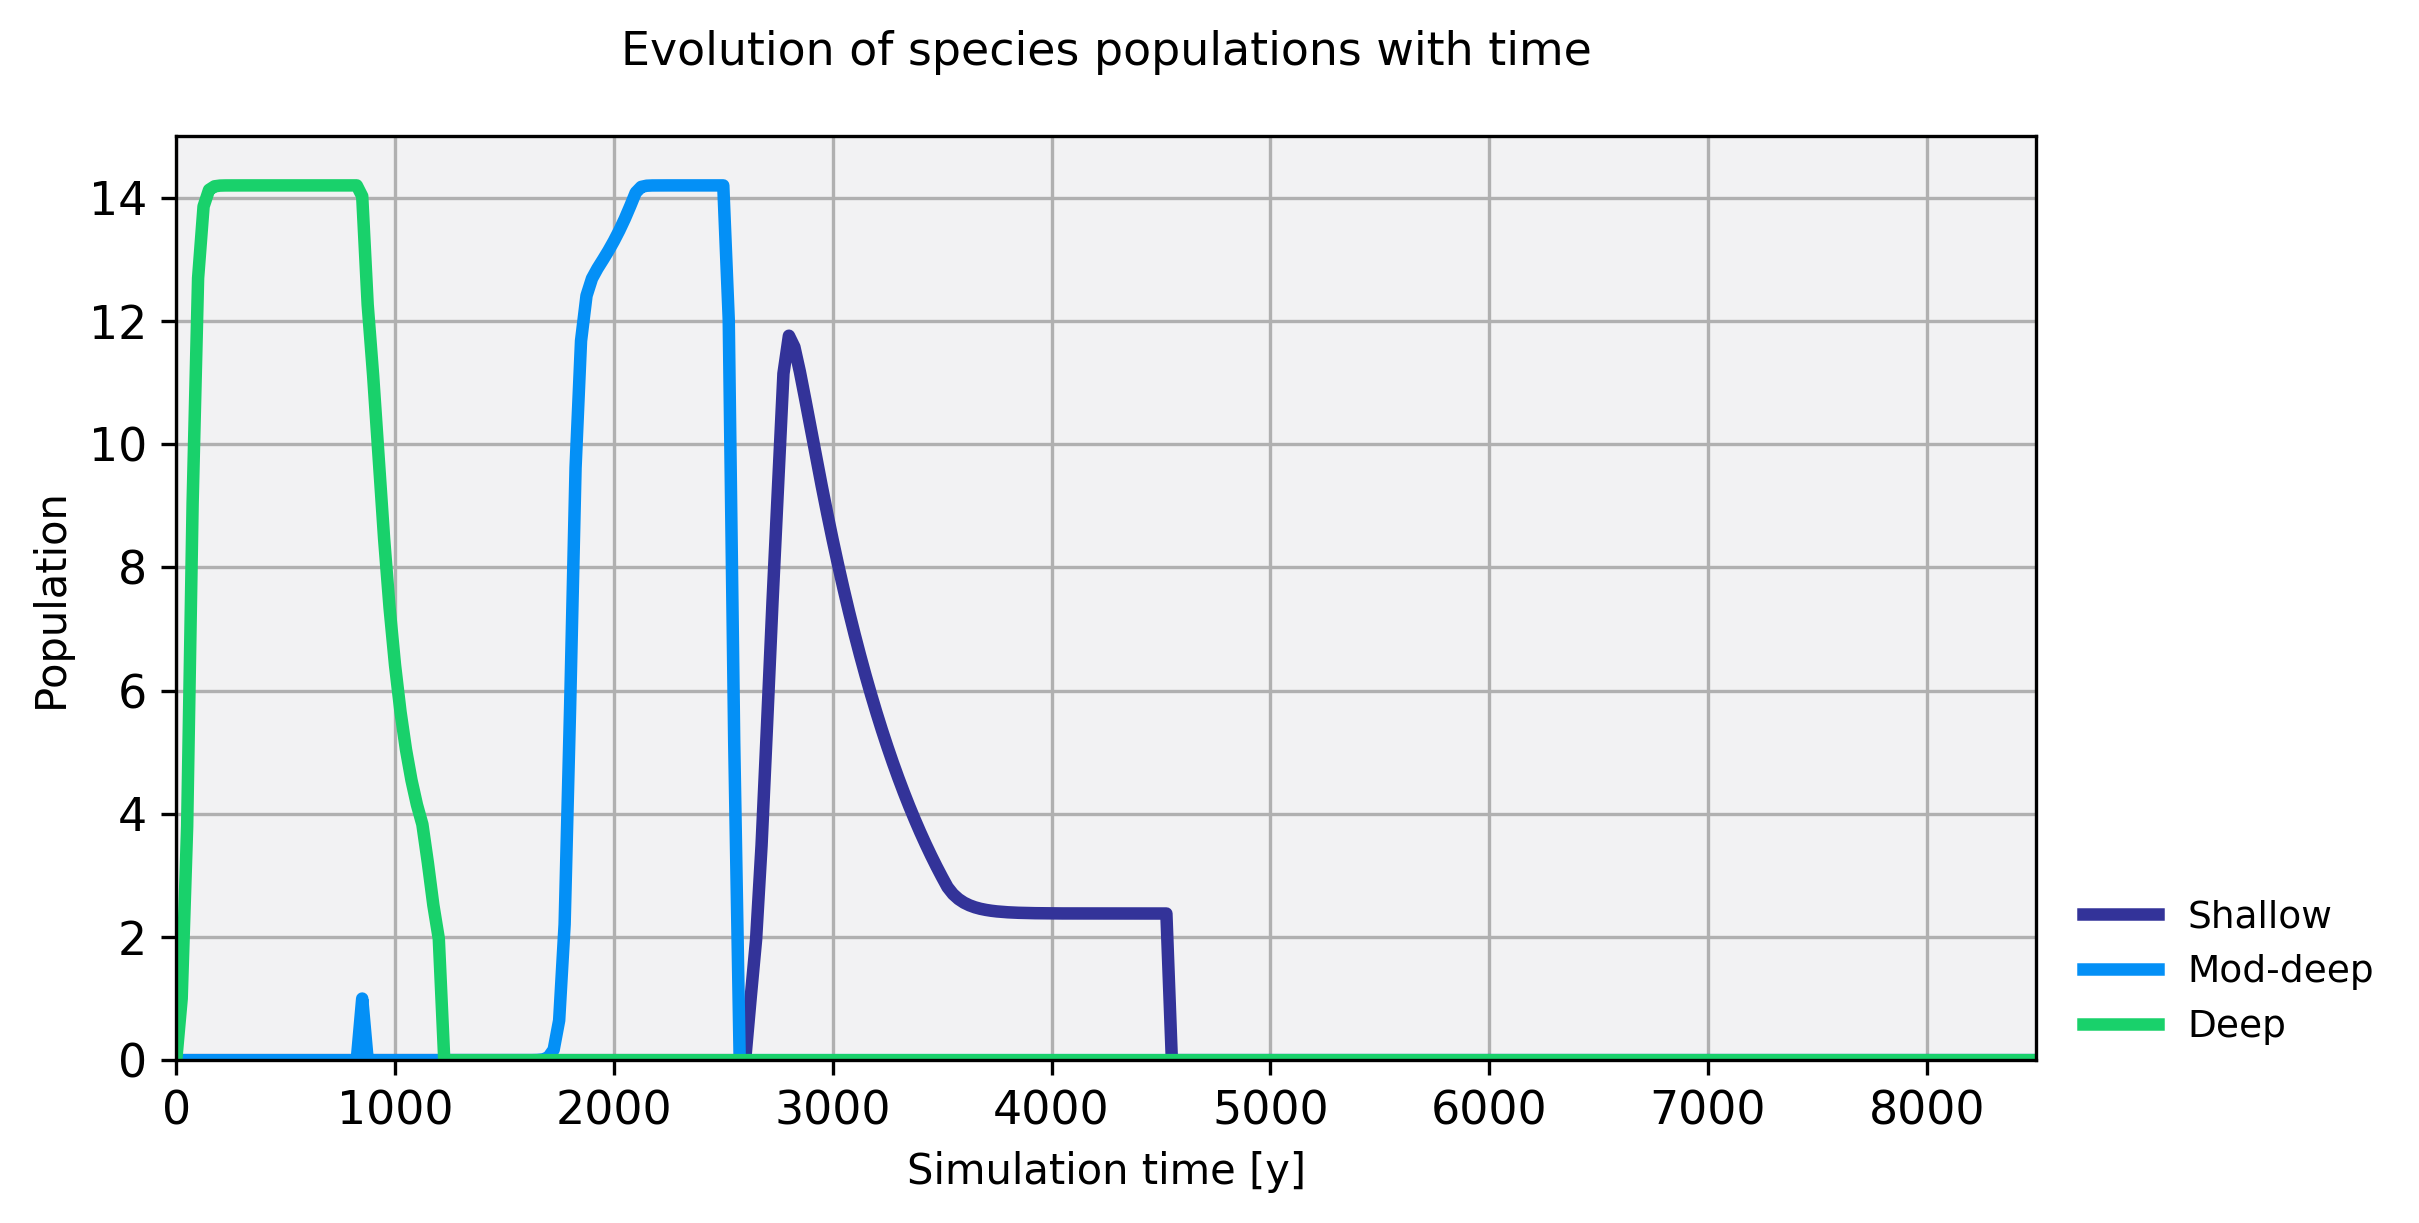 Evolution of species populations with time
14
12
10
8
6
4
2
0
Population
0 1000 2000 3000 4000 5000 6000 7000 8000
Simulation time [y]
Shallow
Mod-deep
Deep